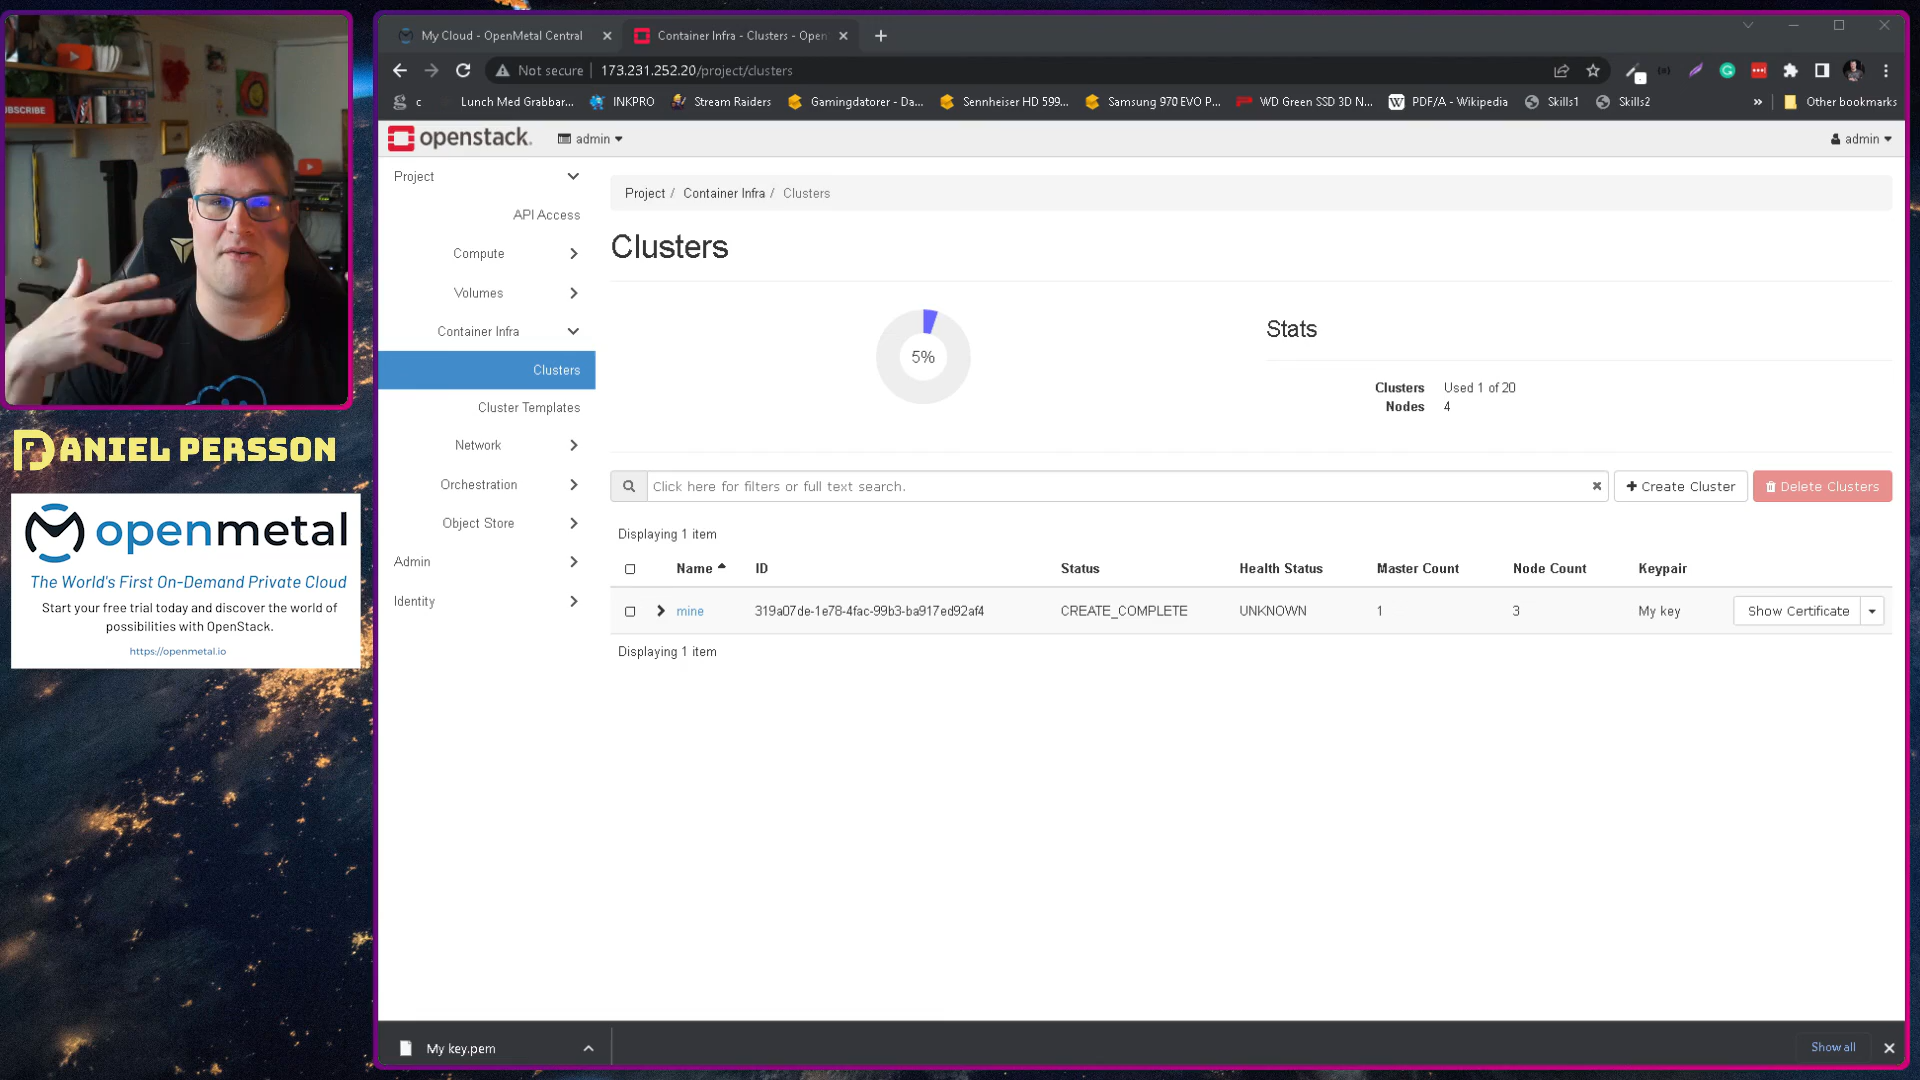 My Cloud - OpenMetal Central
Container Infra - Clusters - Open
Not secure
173.231.252.20/project/clusters
c
Lunch Med Grabbar...
INKPRO
Stream Raiders
Gamingdatorer - Da...
Sennheiser HD 599...
Samsung 970 EVO P...
WD Green SSD 3D N...
PDF/A - Wikipedia
Skills1
Skills2
»
Other bookmarks
openstack.
admin
admin
Project
API Access
Compute
Volumes
Container Infra
Clusters
Cluster Templates
Network
Orchestration
Object Store
Admin
Identity
Project / Container Infra / Clusters
Clusters
5%
Stats
Clusters Used 1 of 20
Nodes 4
Click here for filters or full text search.
Create Cluster
Delete Clusters
Displaying 1 item
Name ID Status Health Status Master Count Node Count Keypair
mine 319a07de-1e78-4fac-99b3-ba917ed92af4 CREATE_COMPLETE UNKNOWN 1 3 My key Show Certificate
Displaying 1 item
My key.pem
Show all
SUBSCRIBE
DANIEL PERSSON
openmetal
The World's First On-Demand Private Cloud
Start your free trial today and discover the world of
possibilities with OpenStack.
https://openmetal.io